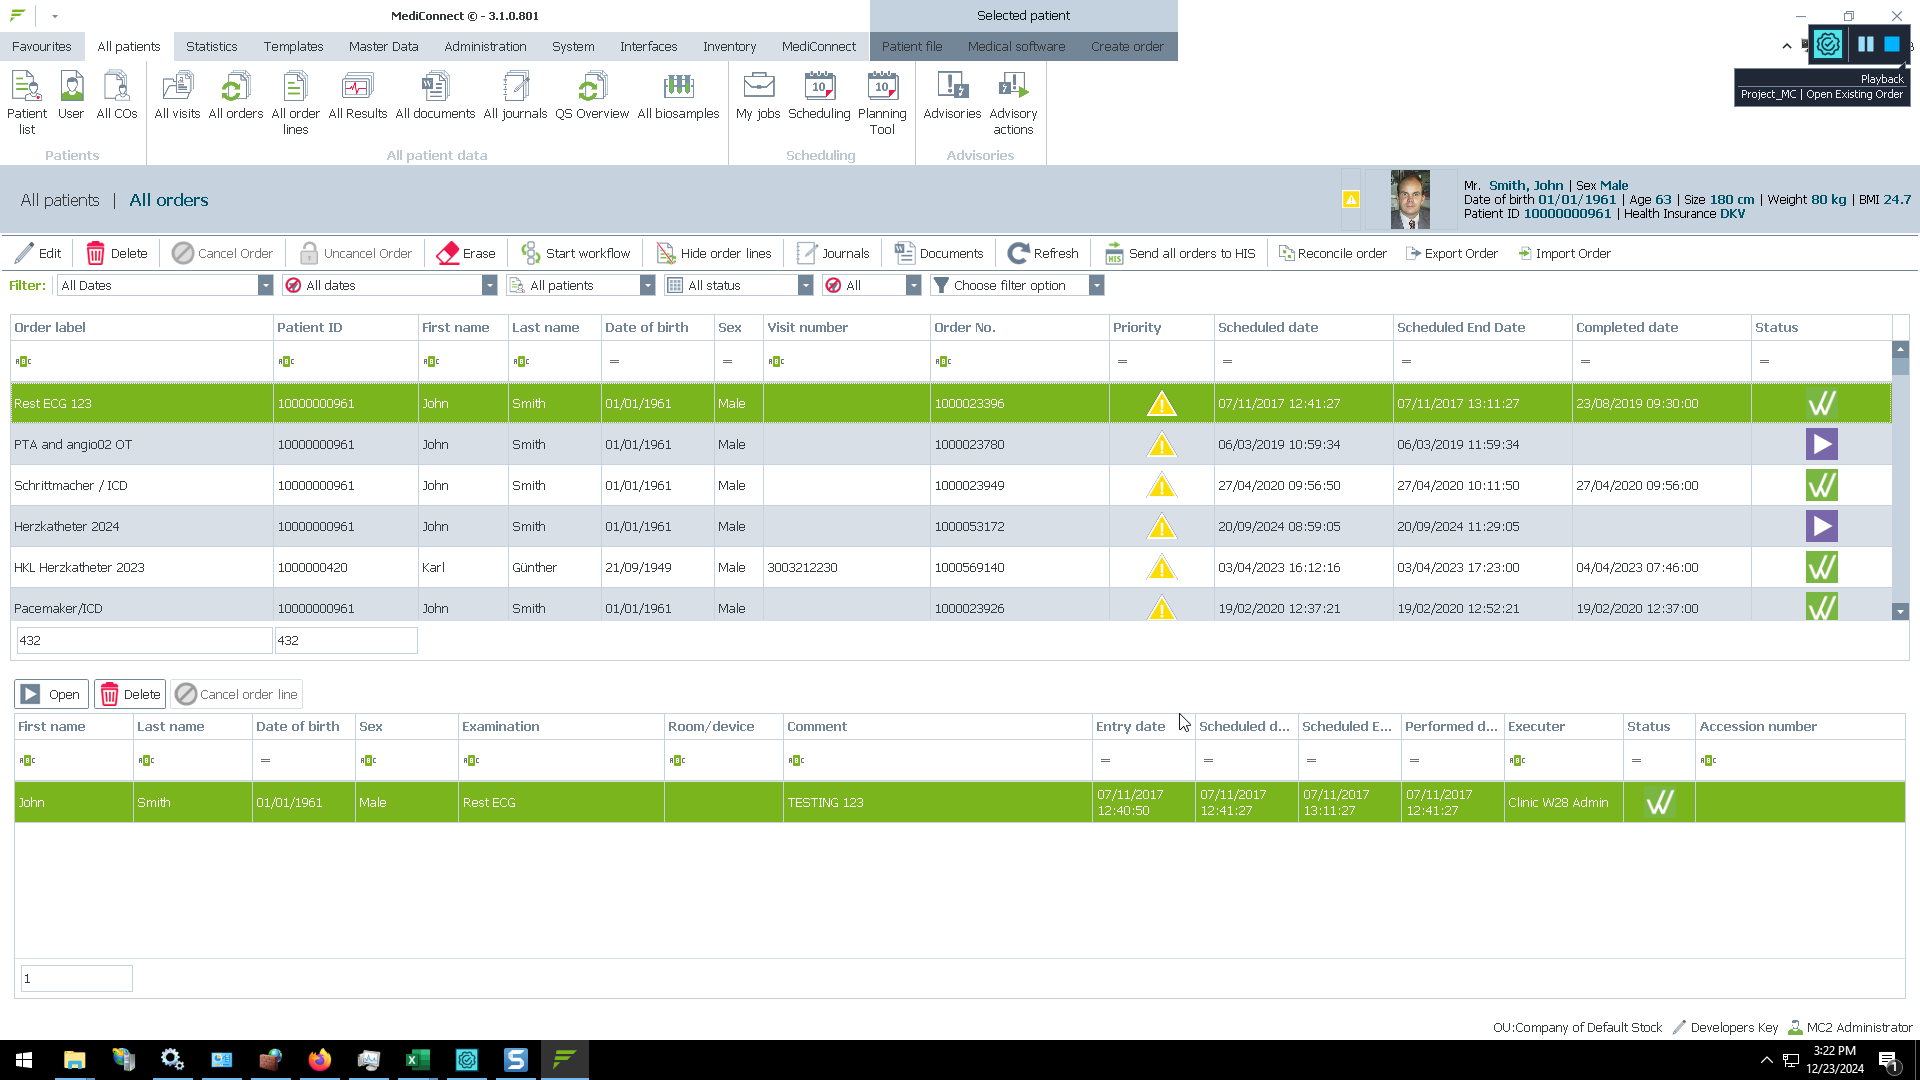 MediConnect © - 3.1.0.801
Selected patient
Favourites All patients Statistics Templates Master Data Administration System Interfaces Inventory MediConnect Patient file Medical software Create order
Playback
Project_MC | Open Existing Order
Patient list User All COs All visits All orders All order lines All Results All documents All journals QS Overview All biosamples My jobs Scheduling Planning Tool Advisories Advisory actions
10 10
Patients All patient data Scheduling Advisories
All patients | All orders
Mr. Smith, John | Sex Male
Date of birth 01/01/1961 | Age 63 | Size 180 cm | Weight 80 kg | BMI 24.7
Patient ID 10000000961 | Health Insurance DKV
Edit Delete Cancel Order Uncancel Order Erase Start workflow Hide order lines Journals Documents Refresh Send all orders to HIS Reconcile order Export Order Import Order
Filter: All Dates All dates All patients All status All Choose filter option
Order label Patient ID First name Last name Date of birth Sex Visit number Order No. Priority Scheduled date Scheduled End Date Completed date Status
ABC ABC ABC ABC = = ABC ABC = = = = =
Rest ECG 123 10000000961 John Smith 01/01/1961 Male 1000023396 07/11/2017 12:41:27 07/11/2017 13:11:27 23/08/2019 09:30:00
PTA and angio02 OT 10000000961 John Smith 01/01/1961 Male 1000023780 06/03/2019 10:59:34 06/03/2019 11:59:34
Schrittmacher / ICD 10000000961 John Smith 01/01/1961 Male 1000023949 27/04/2020 09:56:50 27/04/2020 10:11:50 27/04/2020 09:56:00
Herzkatheter 2024 10000000961 John Smith 01/01/1961 Male 1000053172 20/09/2024 08:59:05 20/09/2024 11:29:05
HKL Herzkatheter 2023 1000000420 Karl Günther 21/09/1949 Male 3003212230 1000569140 03/04/2023 16:12:16 03/04/2023 17:23:00 04/04/2023 07:46:00
Pacemaker/ICD 10000000961 John Smith 01/01/1961 Male 1000023926 19/02/2020 12:37:21 19/02/2020 12:52:21 19/02/2020 12:37:00
432 432
Open Delete Cancel order line
First name Last name Date of birth Sex Examination Room/device Comment Entry date Scheduled d... Scheduled E... Performed d... Executer Status Accession number
ABC ABC = ABC ABC ABC ABC = = = = ABC = ABC
John Smith 01/01/1961 Male Rest ECG TESTING 123 07/11/2017 12:40:50 07/11/2017 12:41:27 07/11/2017 13:11:27 07/11/2017 12:41:27 Clinic W28 Admin
1
OU:Company of Default Stock Developers Key MC2 Administrator
3:22 PM
12/23/2024
1